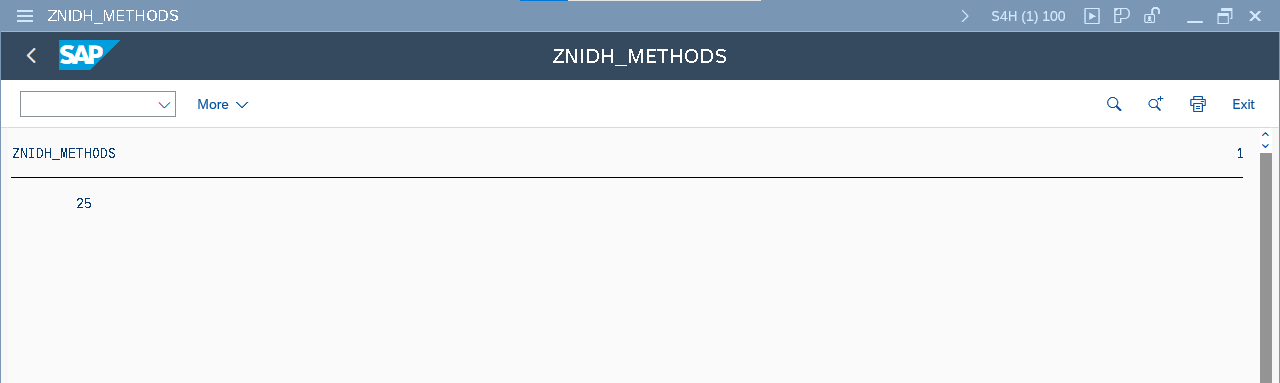 ZNIDH_METHODS S4H (1) 100
SAP ZNIDH_METHODS
More Exit
ZNIDH_METHODS 1
25